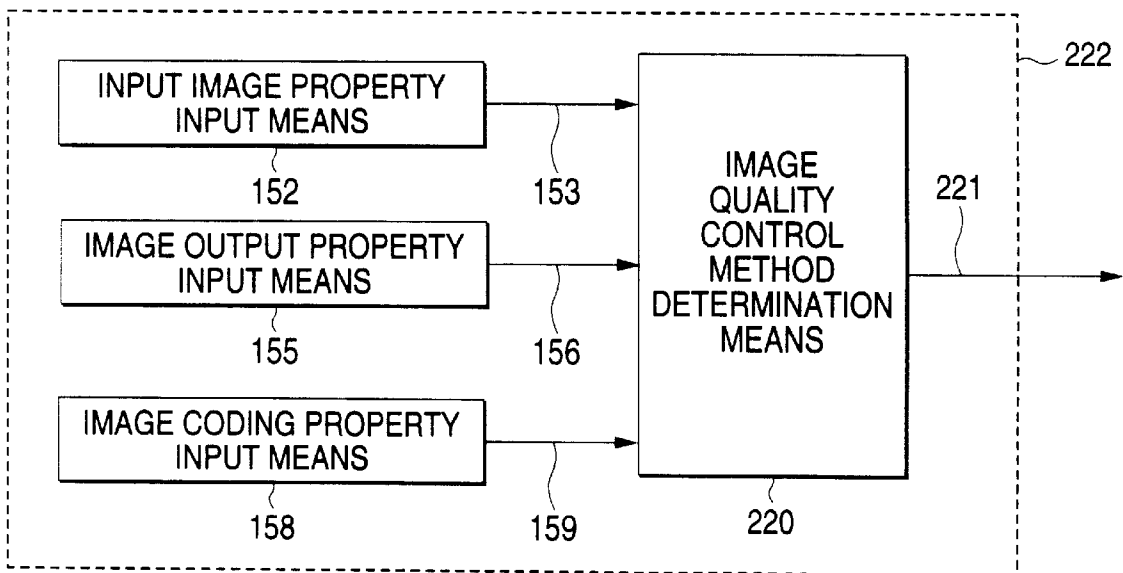 222
INPUT IMAGE PROPERTY
INPUT MEANS
152
153
IMAGE OUTPUT PROPERTY
INPUT MEANS
155
156
IMAGE CODING PROPERTY
INPUT MEANS
158
159
IMAGE
QUALITY
CONTROL
METHOD
DETERMINATION
MEANS
220
221